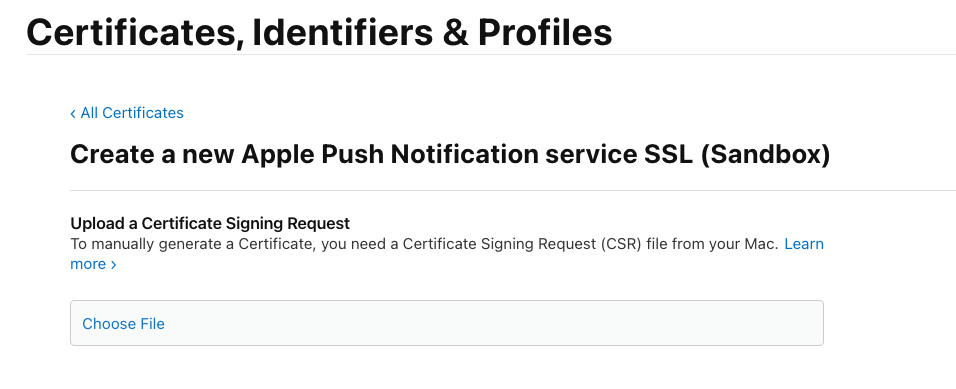 Certificates, Identifiers & Profiles
‹ All Certificates
Create a new Apple Push Notification service SSL (Sandbox)
Upload a Certificate Signing Request
To manually generate a Certificate, you need a Certificate Signing Request (CSR) file from your Mac. Learn
more ›
Choose File